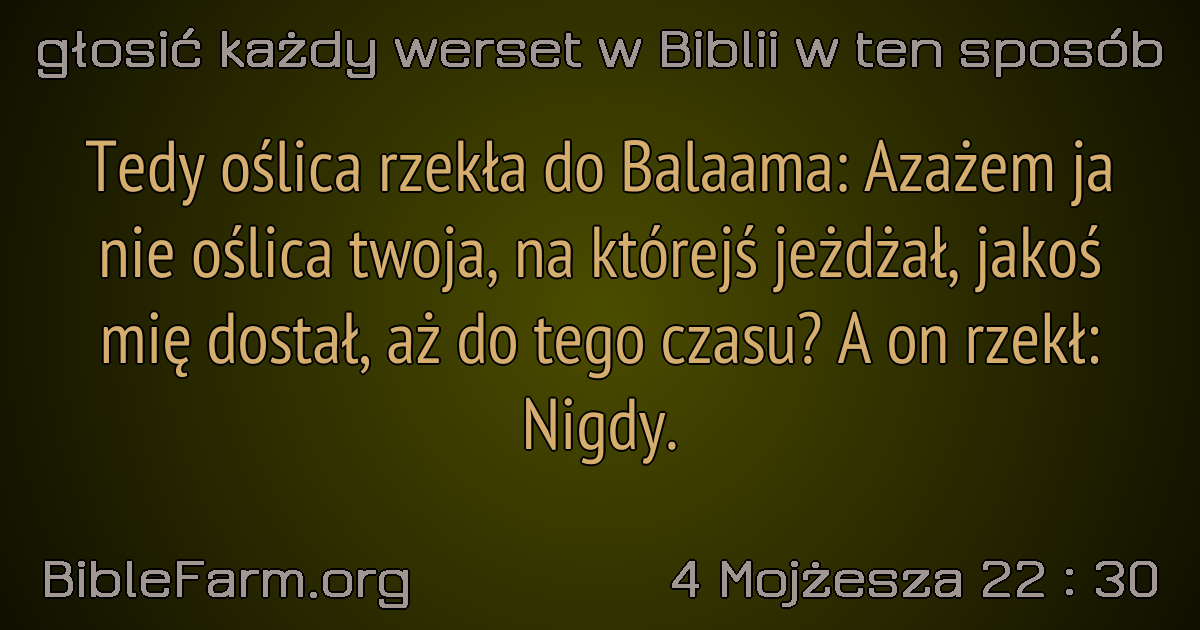 głosić każdy werset w Biblii w ten sposób
Tedy oślica rzekła do Balaama: Azażem ja
nie oślica twoja, na którejś jeżdżał, jakoś
mię dostał, aż do tego czasu? A on rzekł:
Nigdy.
BibleFarm.org
4 Mojżesza 22 : 30